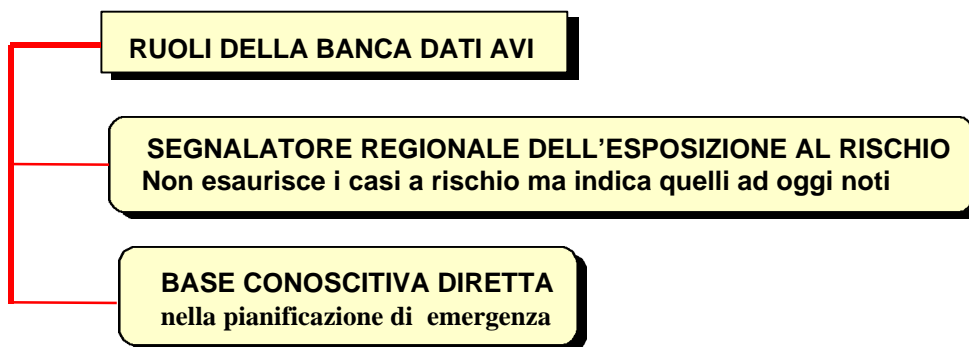 RUOLI DELLA BANCA DATI AVI
SEGNALATORE REGIONALE DELL’ESPOSIZIONE AL RISCHIO
Non esaurisce i casi a rischio ma indica quelli ad oggi noti
BASE CONOSCITIVA DIRETTA
nella pianificazione di emergenza